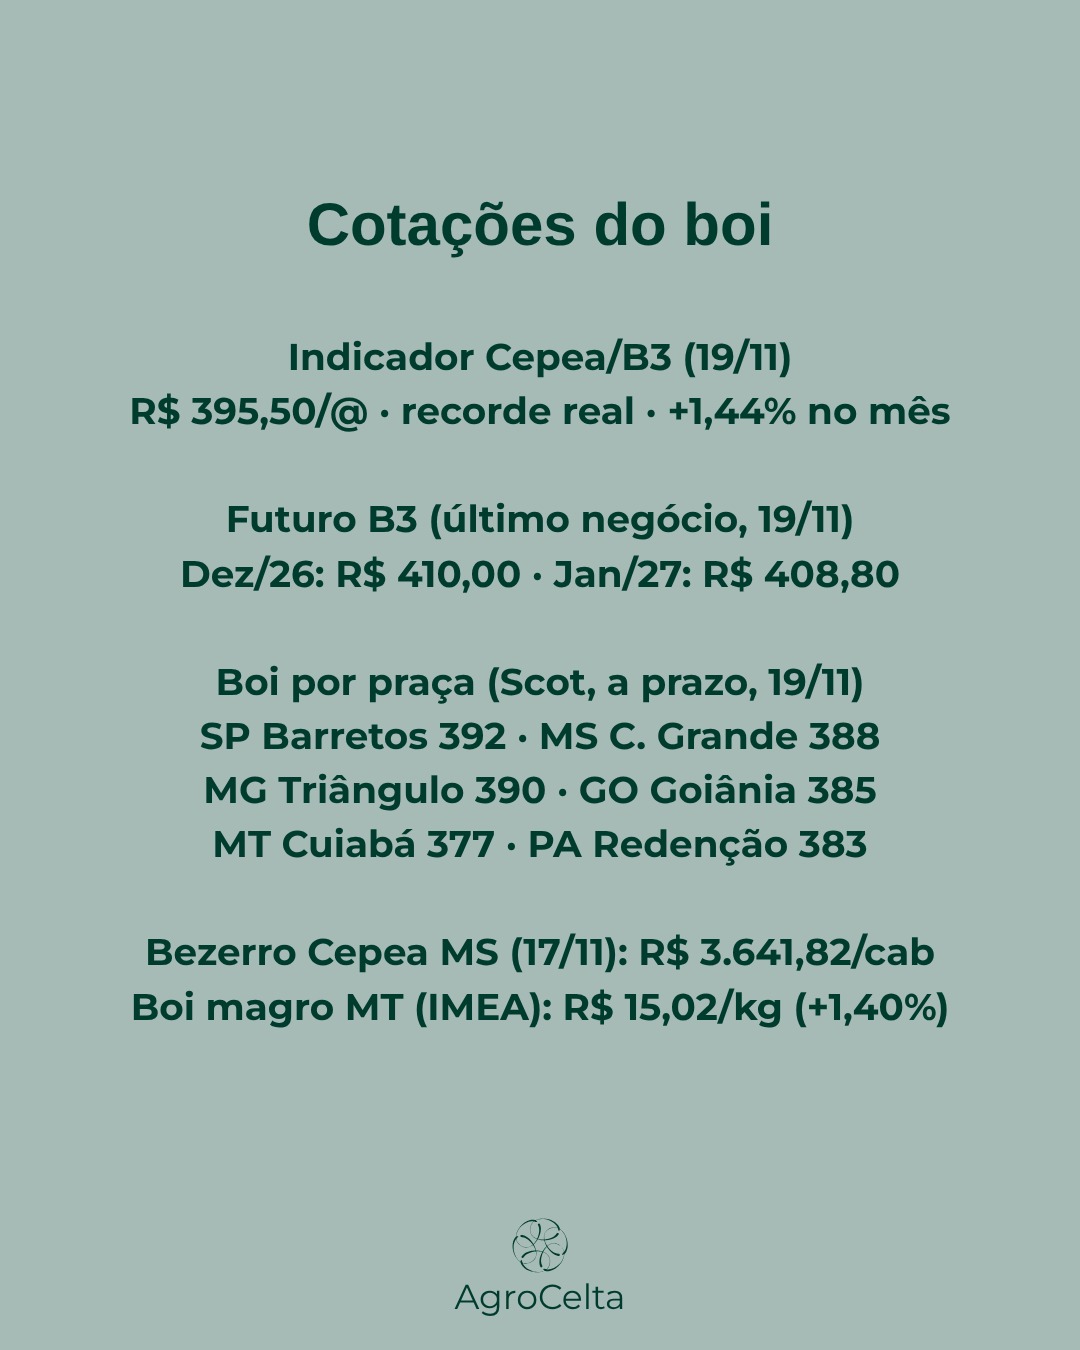 Cotações do boi
Indicador Cepea/B3 (19/11)
R$ 395,50/@ · recorde real · +1,44% no mês
Futuro B3 (último negócio, 19/11)
Dez/26: R$ 410,00 · Jan/27: R$ 408,80
Boi por praça (Scot, a prazo, 19/11)
SP Barretos 392 · MS C. Grande 388
MG Triângulo 390 · GO Goiânia 385
MT Cuiabá 377 · PA Redenção 383
Bezerro Cepea MS (17/11): R$ 3.641,82/cab
Boi magro MT (IMEA): R$ 15,02/kg (+1,40%)
AgroCelta